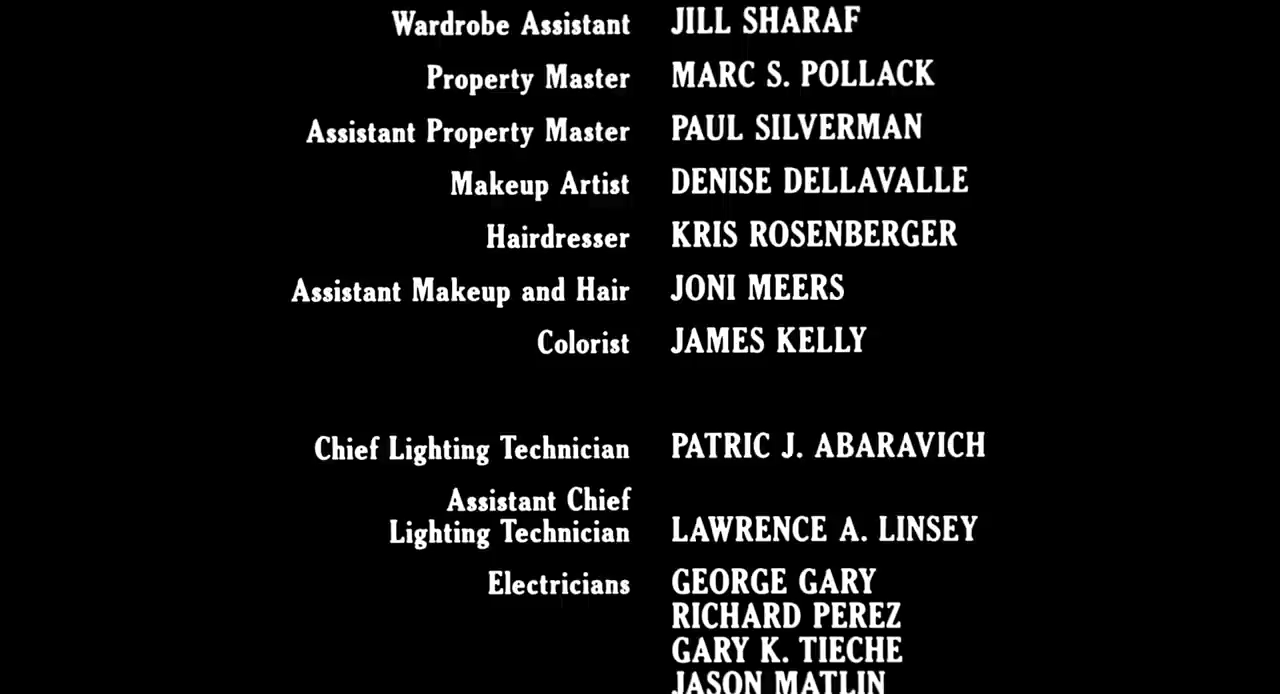 Wardrobe Assistant JILL SHARAF
Property Master MARC S. POLLACK
Assistant Property Master PAUL SILVERMAN
Makeup Artist DENISE DELLAVALLE
Hairdresser KRIS ROSENBERGER
Assistant Makeup and Hair JONI MEERS
Colorist JAMES KELLY
Chief Lighting Technician PATRIC J. ABARAVICH
Assistant Chief
Lighting Technician LAWRENCE A. LINSEY
Electricians GEORGE GARY
RICHARD PEREZ
GARY K. TIECHE
JASON MATLIN